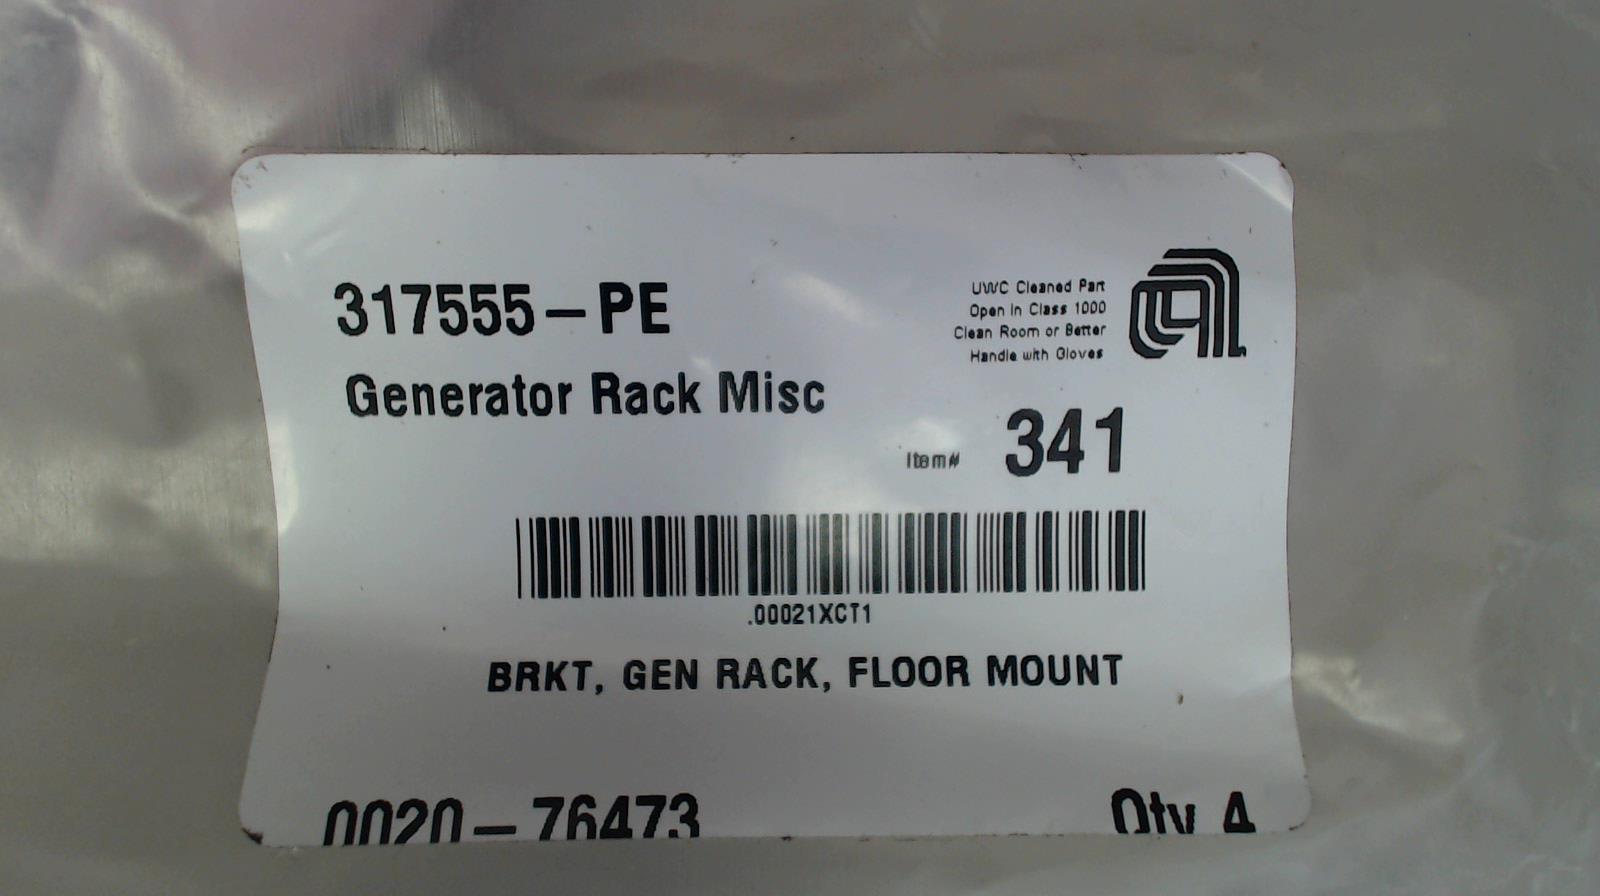 317555-PE
Generator Rack Misc
UWC Cleaned Part
Open in Class 1000
Clean Room or Better
Handle with Gloves
Item# 341
.00021XCT1
BRKT, GEN RACK, FLOOR MOUNT
0020-76473 Qty 4